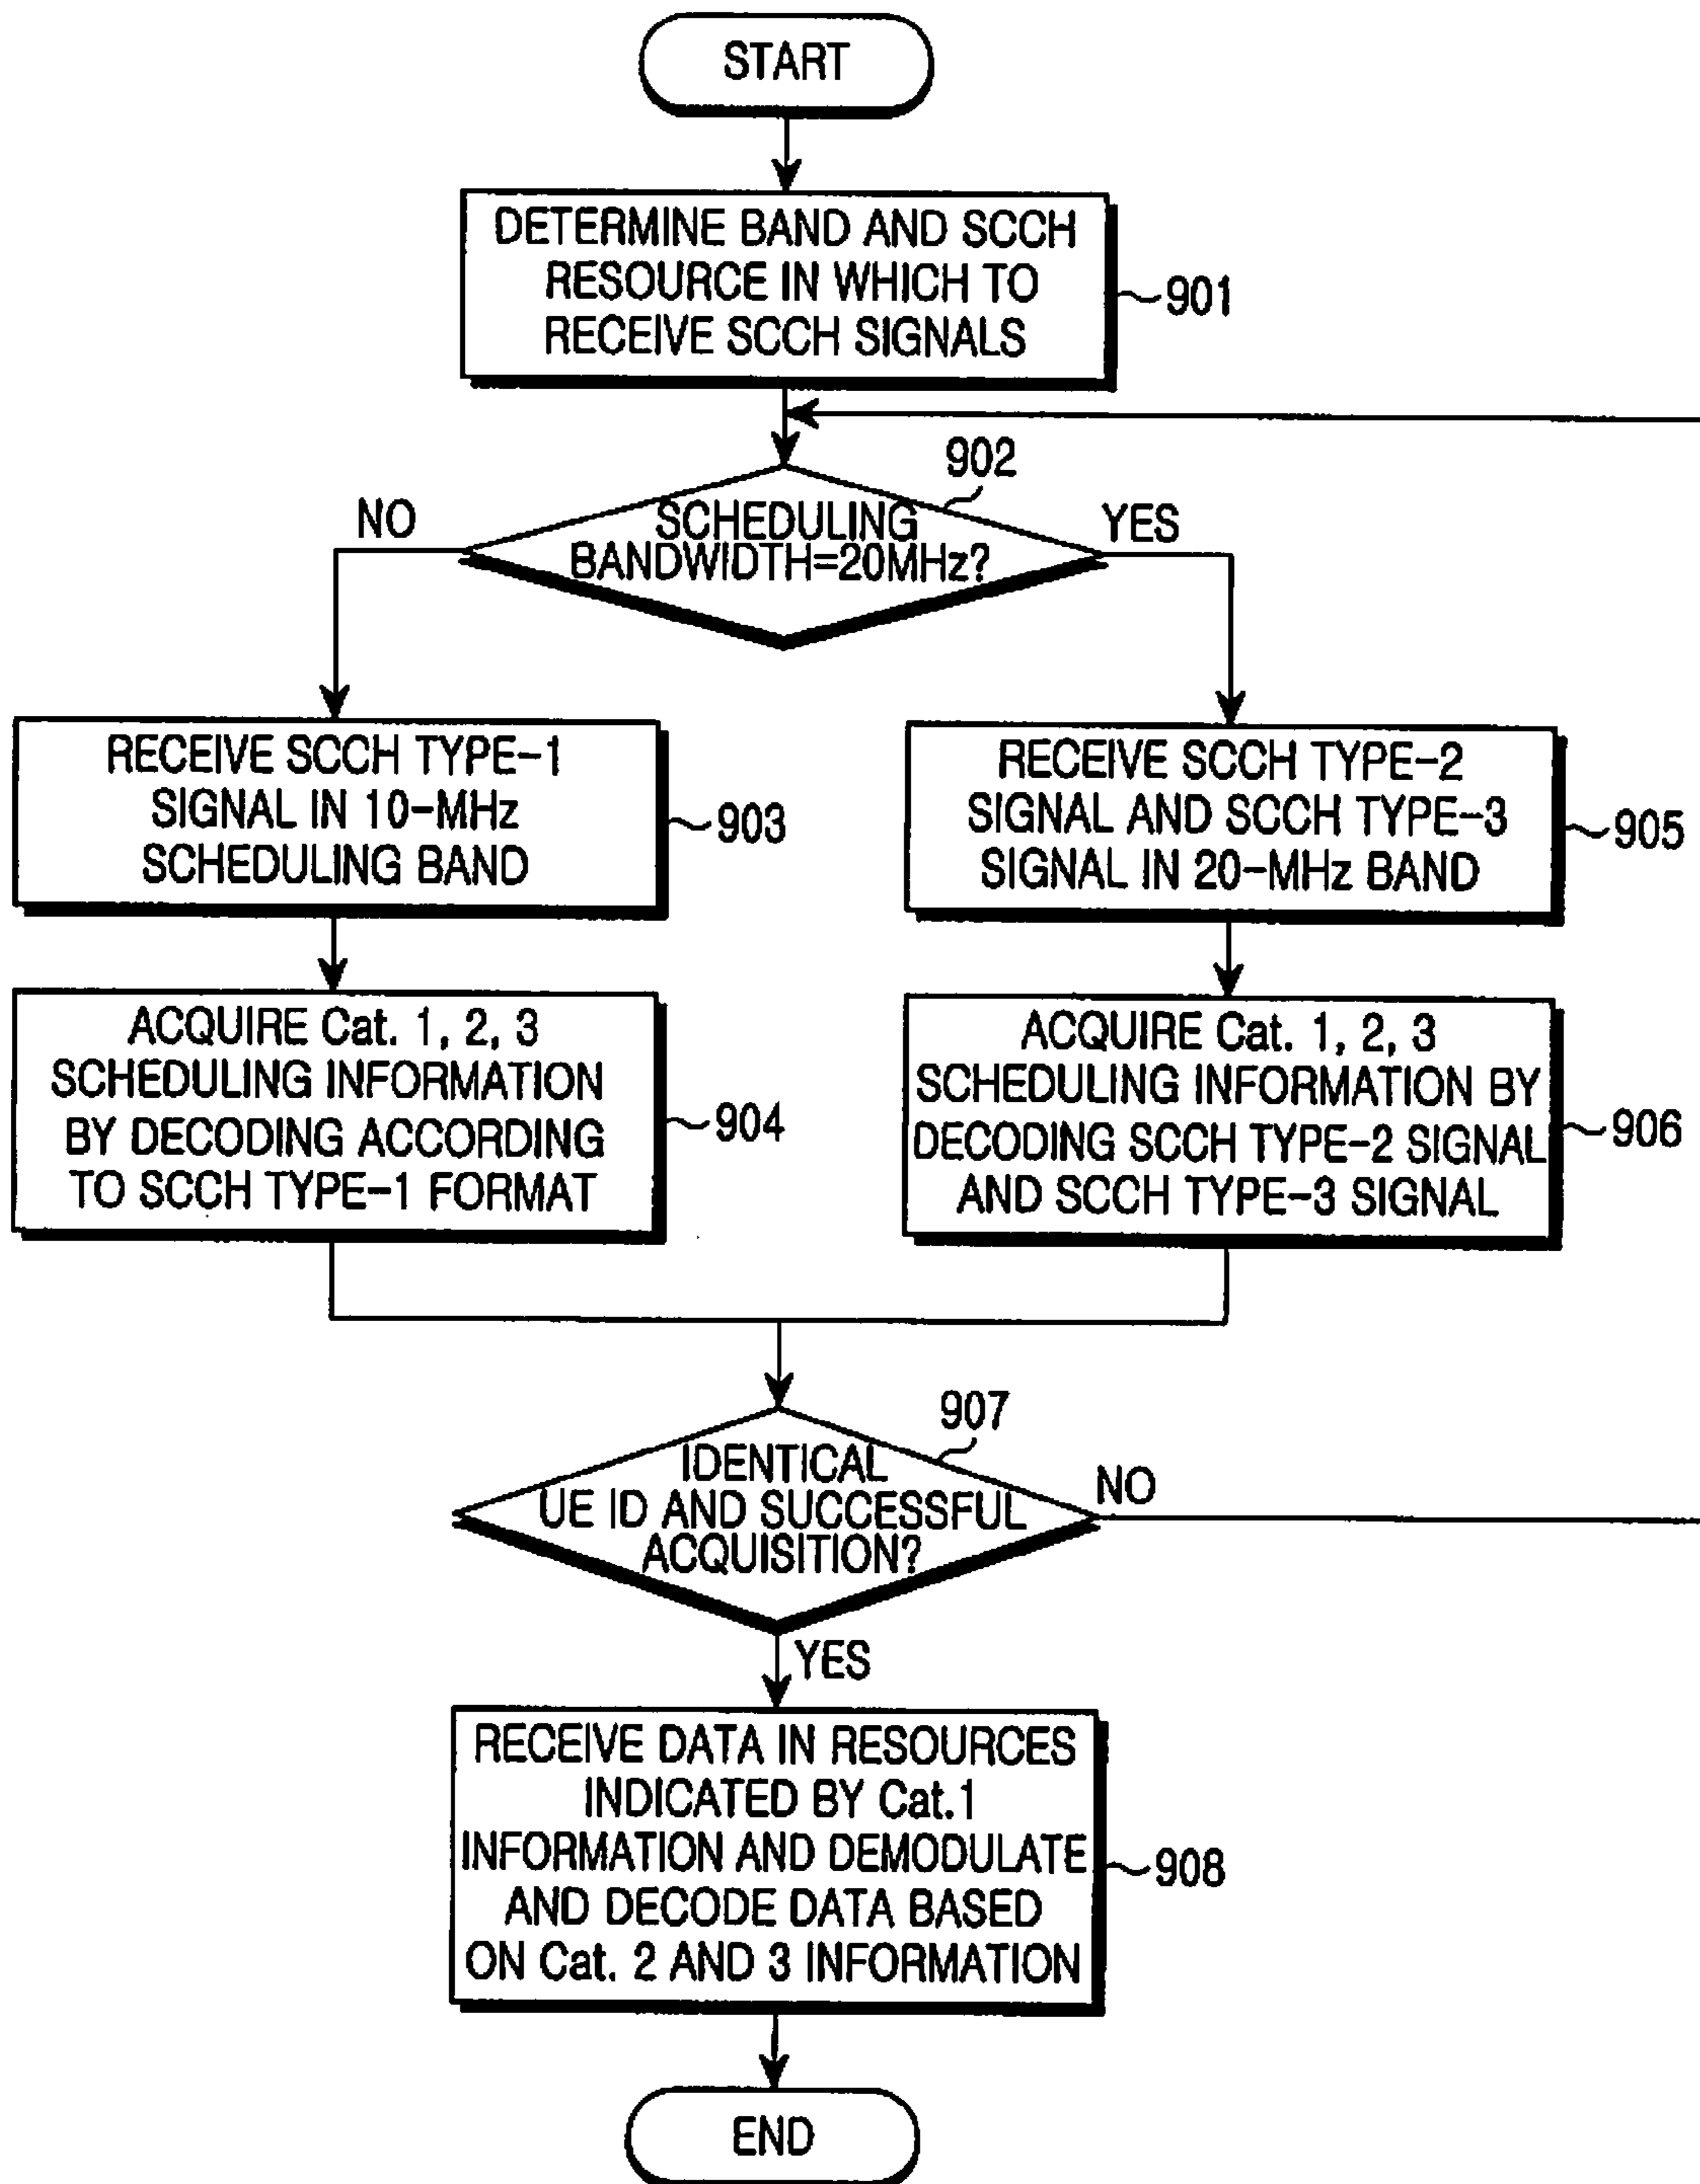 START
DETERMINE BAND AND SCCH
RESOURCE IN WHICH TO
RECEIVE SCCH SIGNALS
901
902
SCHEDULING
BANDWIDTH=20MHz?
NO
YES
RECEIVE SCCH TYPE-1
SIGNAL IN 10-MHz
SCHEDULING BAND
903
RECEIVE SCCH TYPE-2
SIGNAL AND SCCH TYPE-3
SIGNAL IN 20-MHz BAND
905
ACQUIRE Cat. 1, 2, 3
SCHEDULING INFORMATION
BY DECODING ACCORDING
TO SCCH TYPE-1 FORMAT
904
ACQUIRE Cat. 1, 2, 3
SCHEDULING INFORMATION BY
DECODING SCCH TYPE-2 SIGNAL
AND SCCH TYPE-3 SIGNAL
906
907
IDENTICAL
UE ID AND SUCCESSFUL
ACQUISITION?
NO
YES
RECEIVE DATA IN RESOURCES
INDICATED BY Cat.1
INFORMATION AND DEMODULATE
AND DECODE DATA BASED
ON Cat. 2 AND 3 INFORMATION
908
END